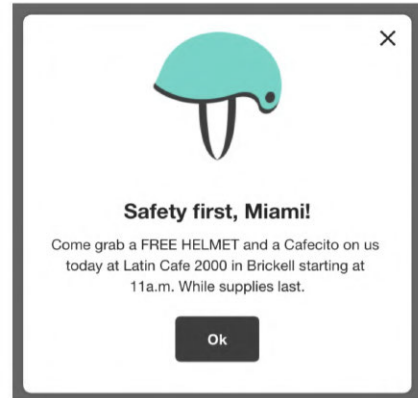 Safety first, Miami!
Come grab a FREE HELMET and a Cafecito on us
today at Latin Cafe 2000 in Brickell starting at
11a.m. While supplies last.
Ok